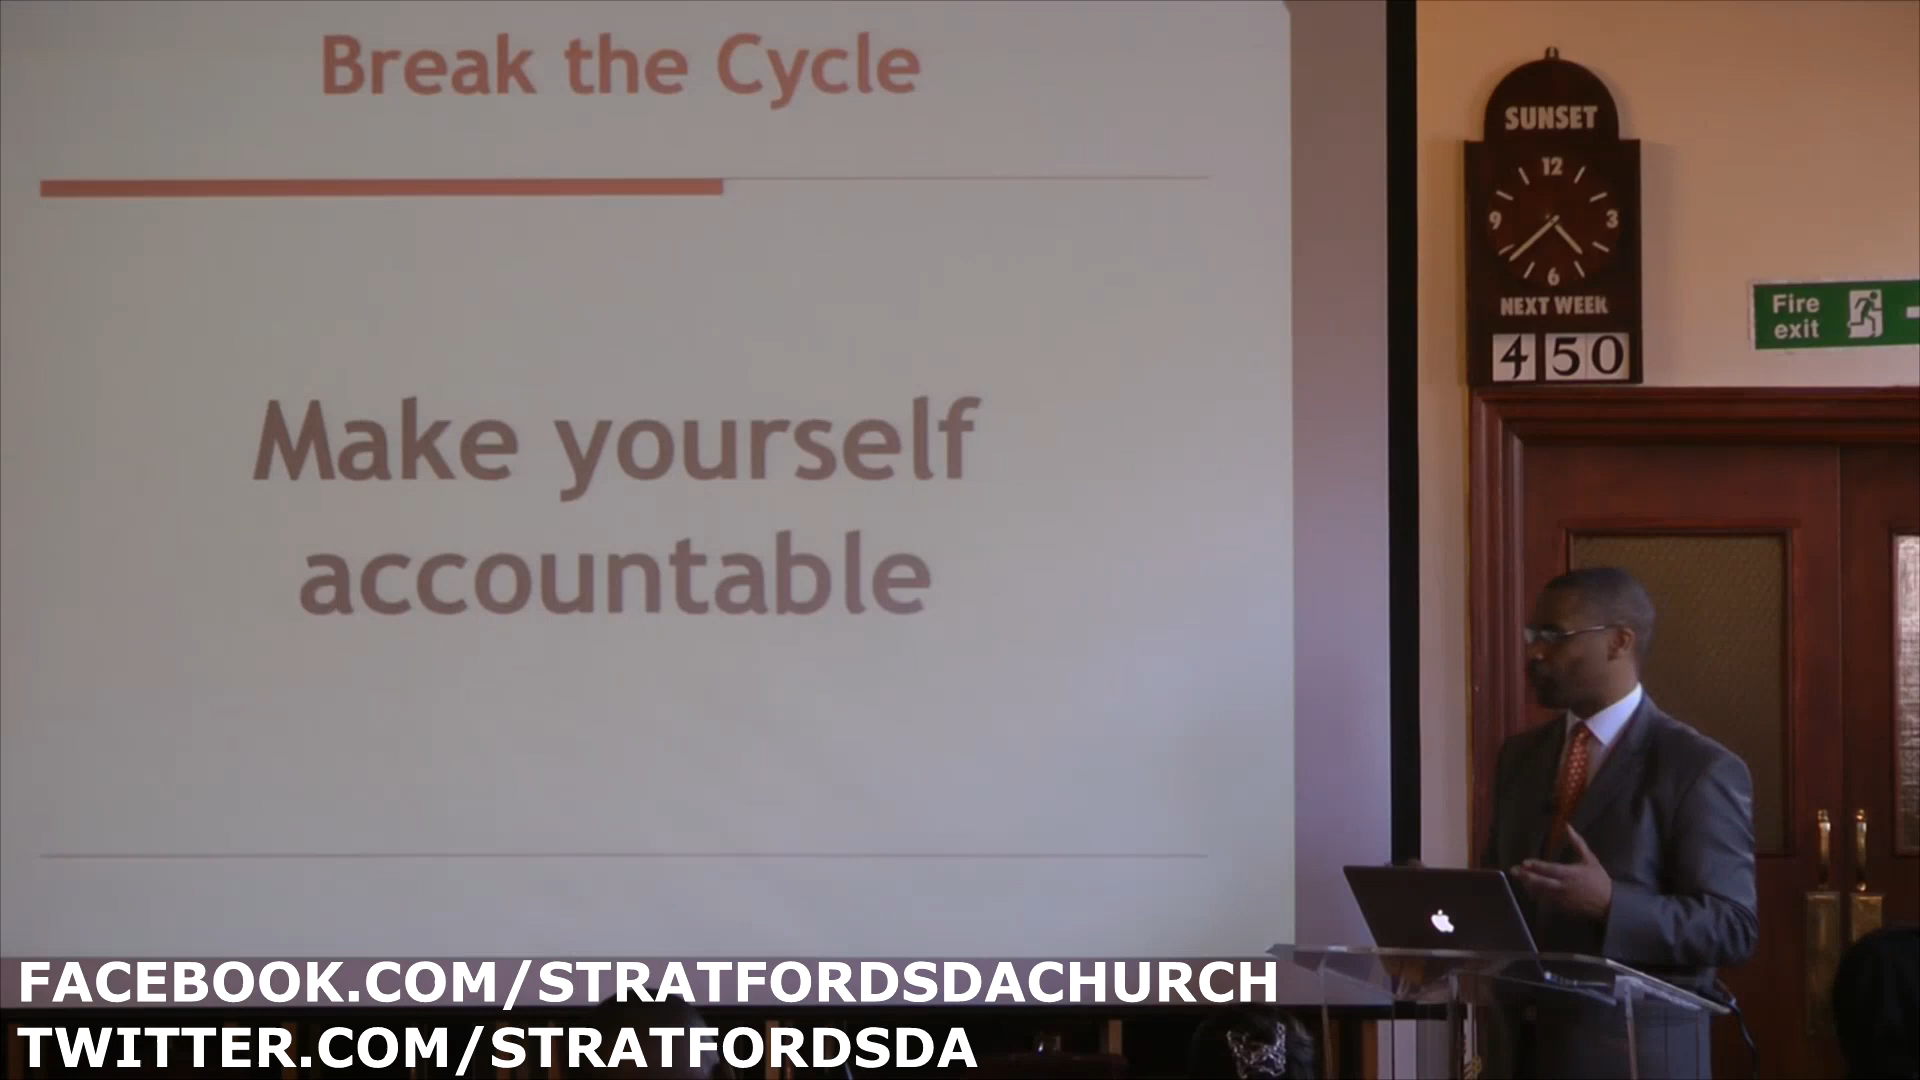 Break the Cycle
Make yourself
accountable
SUNSET
12
9 3
6
NEXT WEEK
4 50
Fire
exit
FACEBOOK.COM/STRATFORDSDACHURCH
TWITTER.COM/STRATFORDSDA